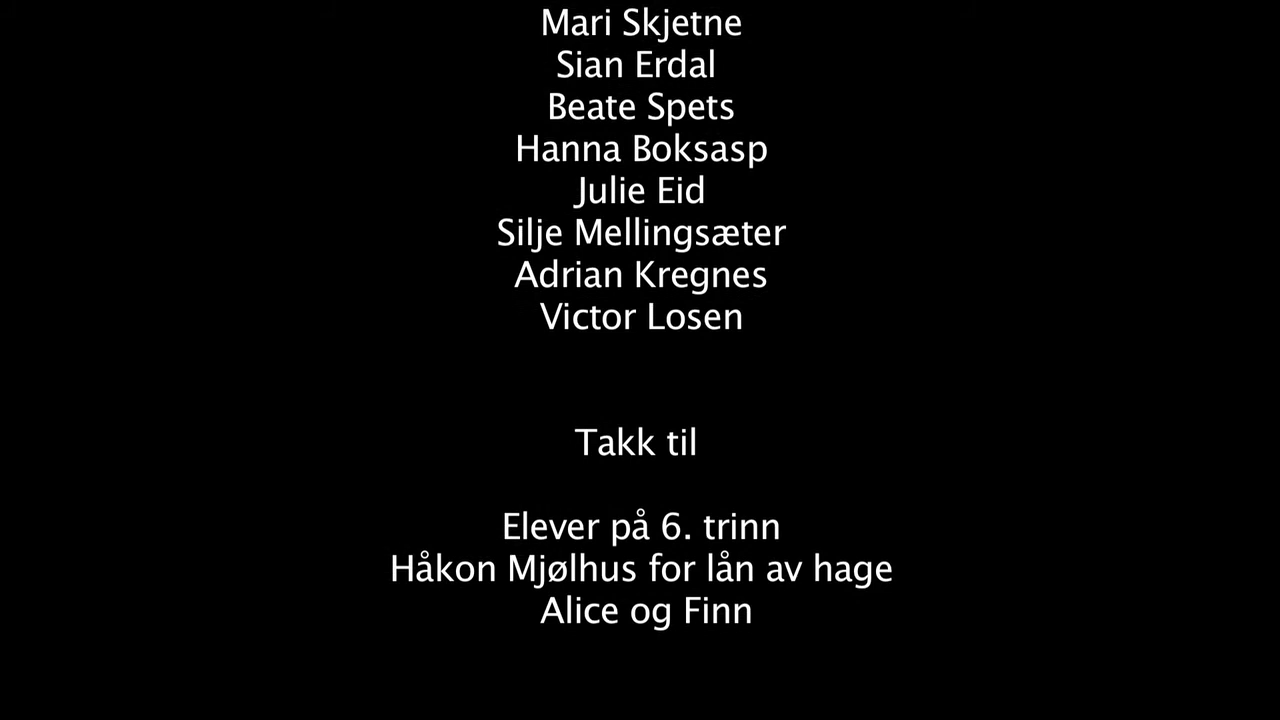 Mari Skjetne
Sian Erdal
Beate Spets
Hanna Boksasp
Julie Eid
Silje Mellingsæter
Adrian Kregnes
Victor Losen
Takk til
Elever på 6. trinn
Håkon Mjølhus for lån av hage
Alice og Finn